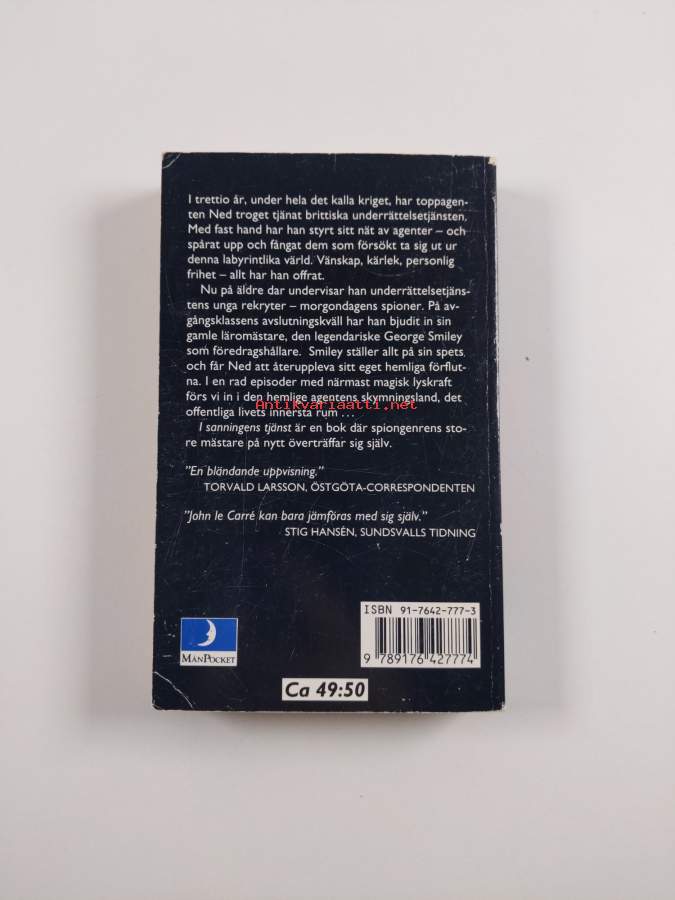 I trettio år, under hela det kalla kriget, har toppagen-
ten Ned troget tjänat brittiska underrättelsetjänsten.
Med fast hand har han styrt sitt nät av agenter – och
spårat upp och fångat dem som försökt ta sig ut ur
denna labyrintlika värld. Vänskap, kärlek, personlig
frihet – allt har han offrat.
Nu på äldre dar undervisar han underrättelsetjäns-
tens unga rekryter – morgondagens spioner. På av-
gångsklassens avslutningskväll har han bjudit in sin
gamle läromästare, den legendariske George Smiley
som föredragshållare. Smiley ställer allt på sin spets,
och får Ned att återuppleva sitt eget hemliga förflut-
na. I en rad episoder med närmast magisk lyskraft
förs vi in i den hemlige agentens skymningsland, det
offentliga livets innersta rum ...
Antikvariaatti.net
I sanningens tjänst är en bok där spiongenrens sto-
re mästare på nytt överträffar sig själv.
"En bländande uppvisning."
TORVALD LARSSON, ÖSTGÖTA-CORRESPONDENTEN
"John le Carré kan bara jämföras med sig själv."
STIG HANSÉN, SUNDSVALLS TIDNING
ISBN 91-7642-777-3
9 789176 427774
MÅNPOCKET
Ca 49:50